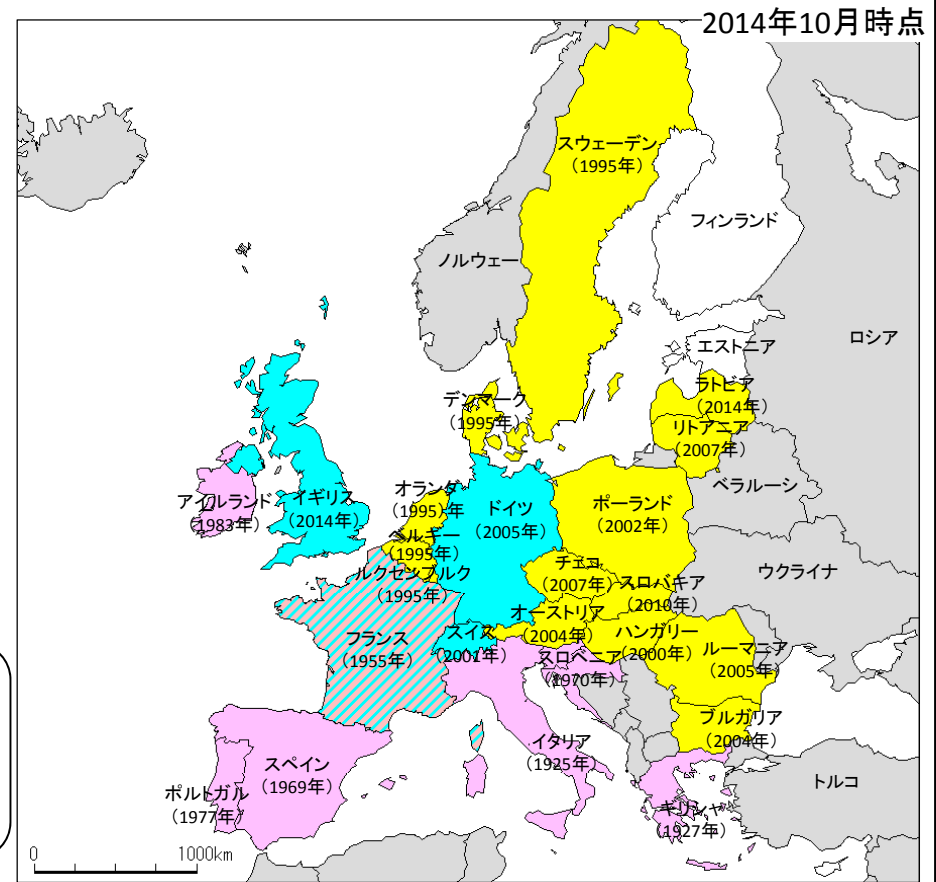 2014年10月時点
スウェーデン
(1995年)
フィンランド
ノルウェー
ロシア
エストニア
ラトビア
(2014年)
デンマーク
(1995年)
リトアニア
(2007年)
ベラルーシ
アイルランド
(1983年)
イギリス
(2014年)
オランダ
(1995)年
ドイツ
(2005年)
ポーランド
(2002年)
ベルギー
(1995年)
ルクセンブルク
(1995年)
チェコ
(2007年)
スロバキア
(2010年)
ウクライナ
オーストリア
(2004年)
フランス
(1955年)
スイス
2001年)
ハンガリー
(2000年)
ルーマニア
(2005年)
スロベニア
(1970年)
ブルガリア
(2004年)
イタリア
(1925年)
スペイン
(1969年)
ポルトガル
(1977年)
ギリシャ
(1927年)
トルコ
0 1000km